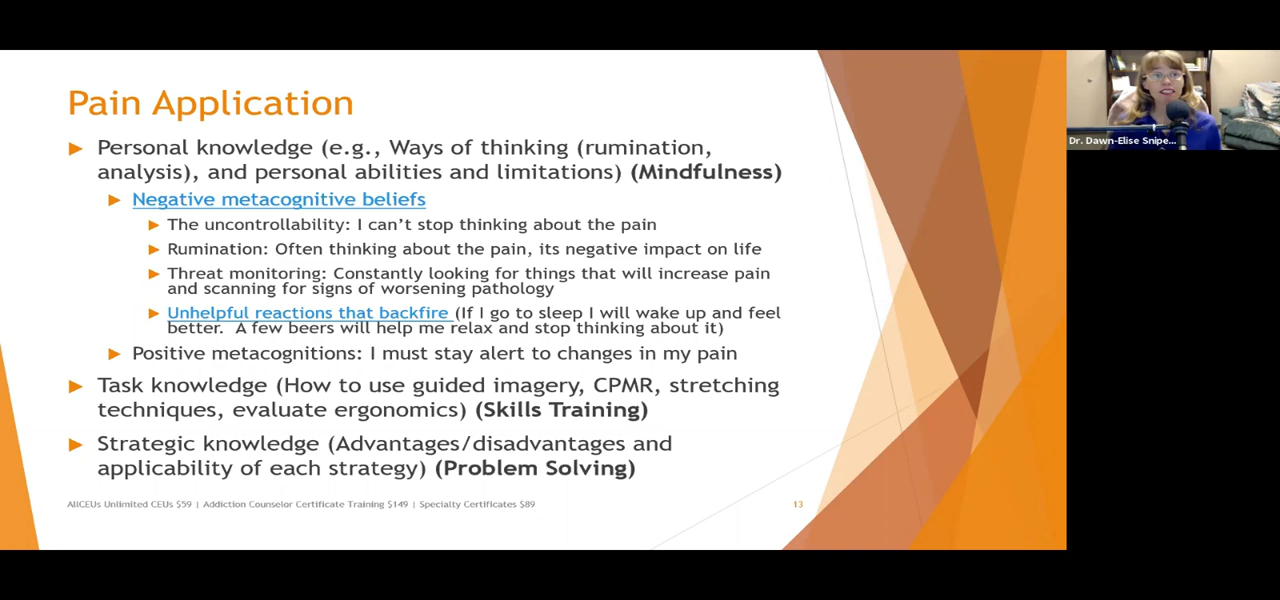 Pain Application
Personal knowledge (e.g., Ways of thinking (rumination,
analysis), and personal abilities and limitations) (Mindfulness)
Negative metacognitive beliefs
The uncontrollability: I can't stop thinking about the pain
Rumination: Often thinking about the pain, its negative impact on life
Threat monitoring: Constantly looking for things that will increase pain
and scanning for signs of worsening pathology
Unhelpful reactions that backfire (If I go to sleep I will wake up and feel
better. A few beers will help me relax and stop thinking about it)
Positive metacognitions: I must stay alert to changes in my pain
Task knowledge (How to use guided imagery, CPMR, stretching
techniques, evaluate ergonomics) (Skills Training)
Strategic knowledge (Advantages/disadvantages and
applicability of each strategy) (Problem Solving)
AllCEUs Unlimited CEUs $59 | Addiction Counselor Certificate Training $149 | Specialty Certificates $89
13
Dr. Dawn-Elise Snipe...